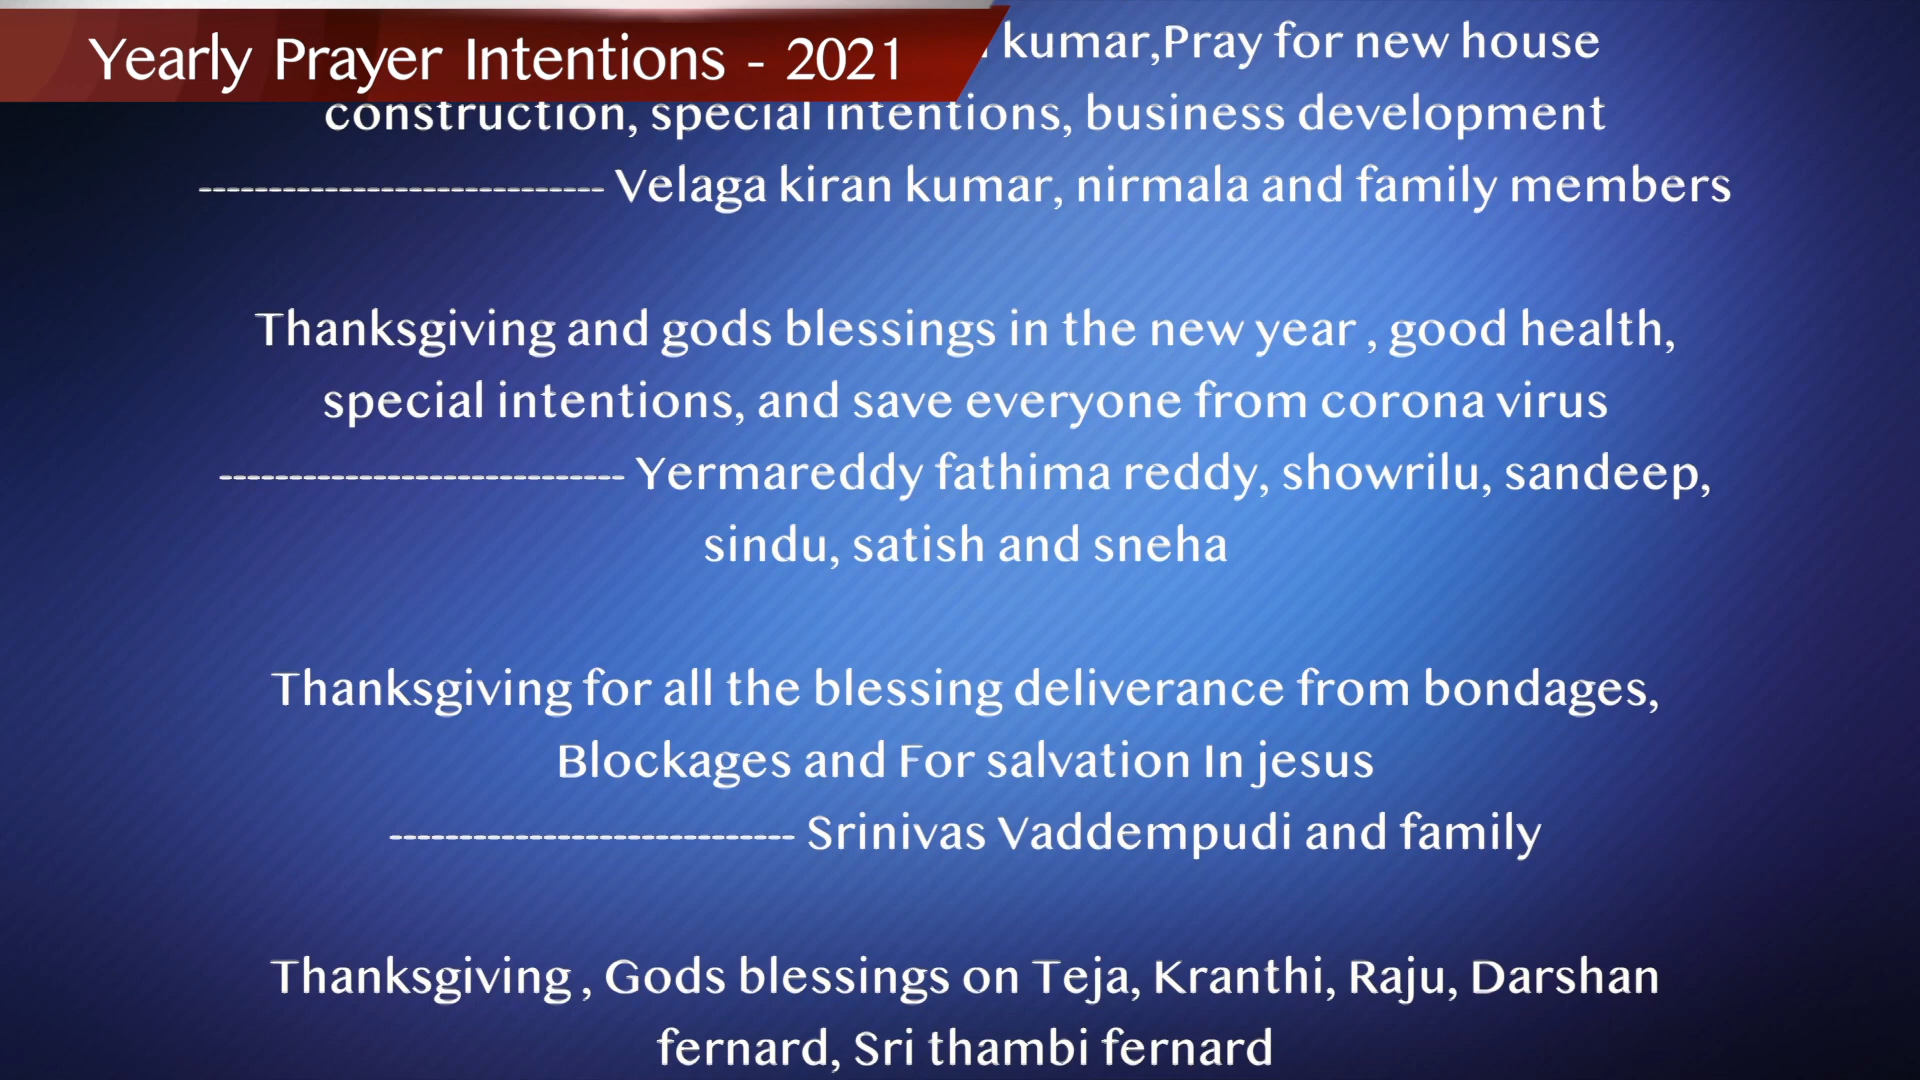 Yearly Prayer Intentions - 2021
kumar,Pray for new house
construction, special intentions, business development
----------------------------- Velaga kiran kumar, nirmala and family members
Thanksgiving and gods blessings in the new year , good health,
special intentions, and save everyone from corona virus
----------------------------- Yermareddy fathima reddy, showrilu, sandeep,
sindu, satish and sneha
Thanksgiving for all the blessing deliverance from bondages,
Blockages and For salvation In jesus
----------------------------- Srinivas Vaddempudi and family
Thanksgiving , Gods blessings on Teja, Kranthi, Raju, Darshan
fernard, Sri thambi fernard